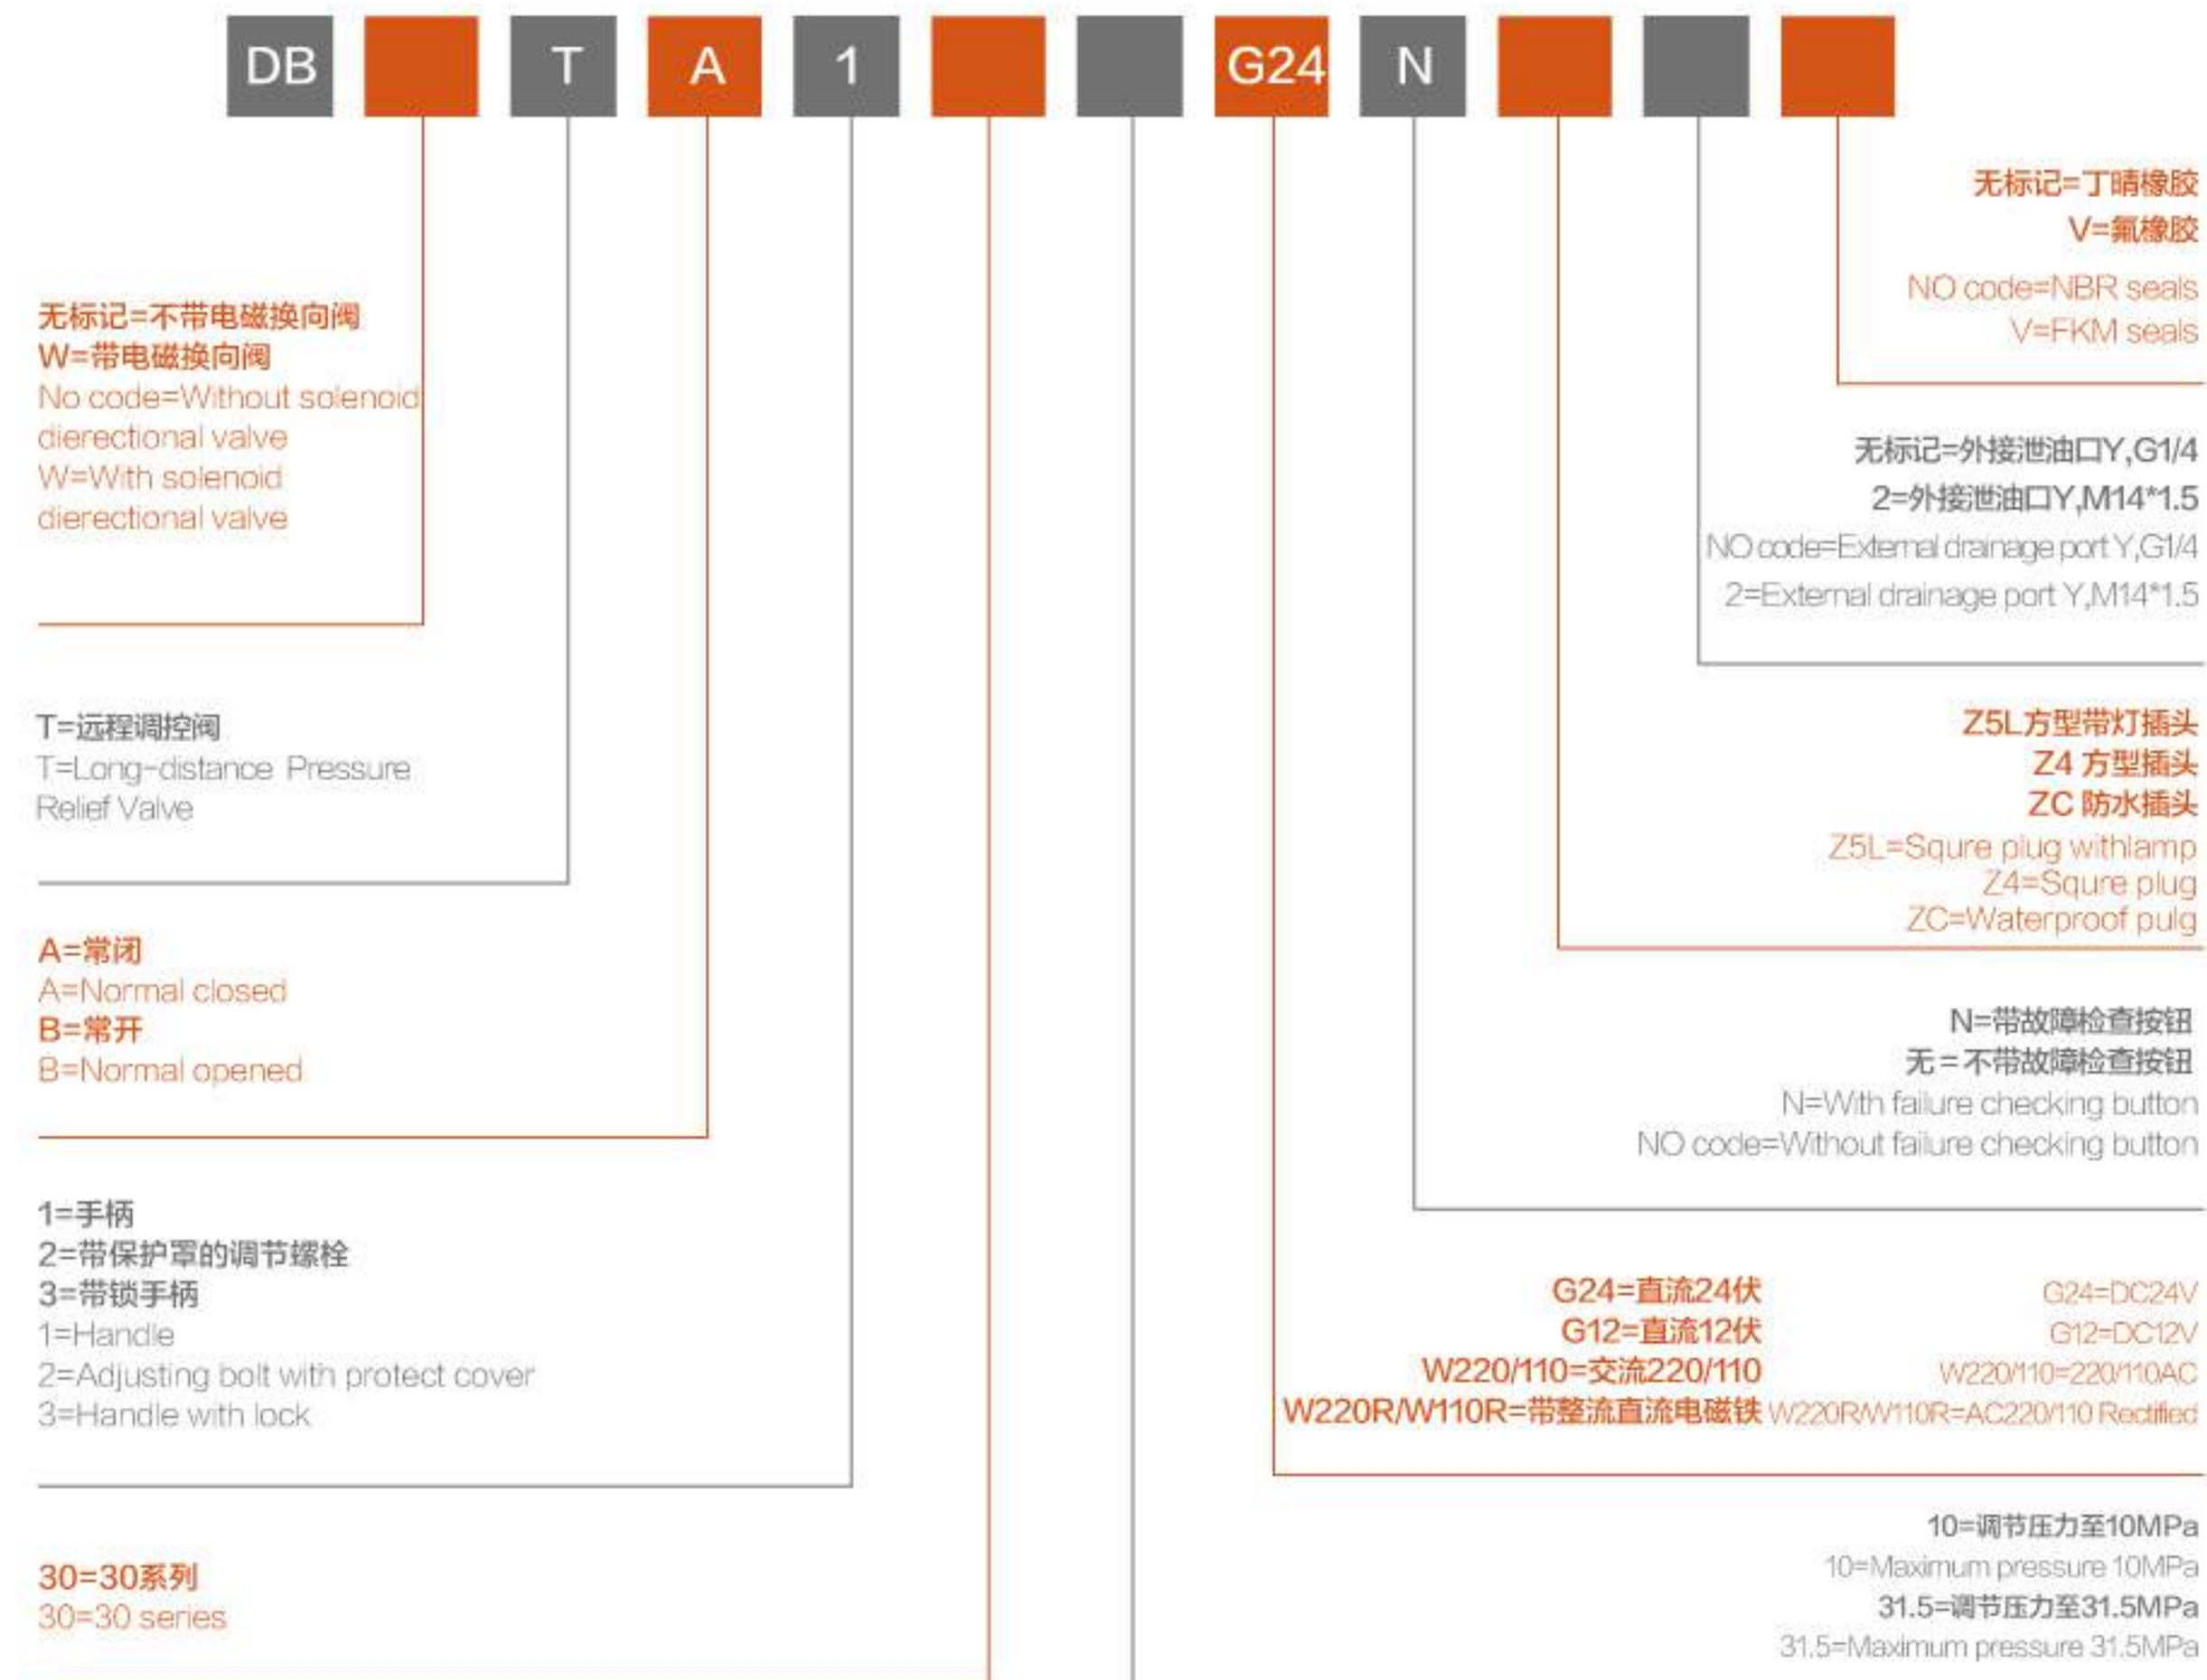 DB T A 1 G24 N
无标记=不带电磁换向阀
W=带电磁换向阀
No code=Without solenoid
dierectional valve
W=With solenoid
dierectional valve
T=远程调控阀
T=Long-distance Pressure
Relief Valve
A=常闭
A=Normal closed
B=常开
B=Normal opened
1=手柄
2=带保护罩的调节螺栓
3=带锁手柄
1=Handle
2=Adjusting bolt with protect cover
3=Handle with lock
30=30系列
30=30 series
无标记=丁晴橡胶
V=氟橡胶
NO code=NBR seals
V=FKM seals
无标记=外接泄油口Y,G1/4
2=外接泄油口Y,M14*1.5
NO code=External drainage port Y,G1/4
2=External drainage port Y,M14*1.5
Z5L方型带灯插头
Z4 方型插头
ZC 防水插头
Z5L=Squre plug withlamp
Z4=Squre plug
ZC=Waterproof pulg
N=带故障检查按钮
无=不带故障检查按钮
N=With failure checking button
NO code=Without failure checking button
G24=直流24伏 G24=DC24V
G12=直流12伏 G12=DC12V
W220/110=交流220/110 W220/110=220/110AC
W220R/W110R=带整流直流电磁铁 W220R/W110R=AC220/110 Rectified
10=调节压力至10MPa
10=Maximum pressure 10MPa
31.5=调节压力至31.5MPa
31.5=Maximum pressure 31.5MPa